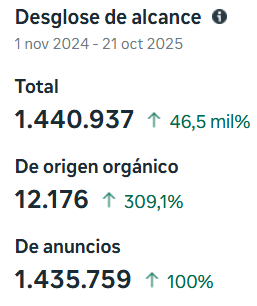 Desglose de alcance
1 nov 2024 - 21 oct 2025
Total
1.440.937 ↑ 46,5 mil%
De origen orgánico
12.176 ↑ 309,1%
De anuncios
1.435.759 ↑ 100%